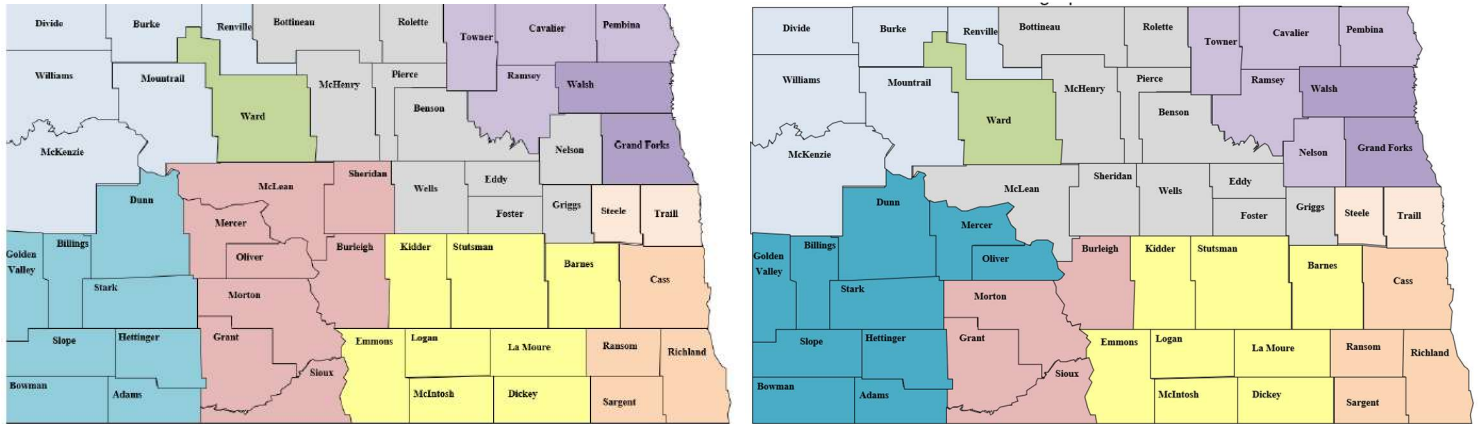 Divide
Burke
Renville
Bottineau
Rolette
Towner
Cavalier
Pembina
Williams
Mountrail
Ward
McHenry
Pierce
Benson
Ramsey
Walsh
McKenzie
Nelson
Grand Forks
Dunn
McLean
Sheridan
Wells
Eddy
Foster
Griggs
Steele
Traill
Mercer
Oliver
Golden
Valley
Billings
Burleigh
Kidder
Stutsman
Barnes
Cass
Stark
Morton
Slope
Hettinger
Grant
Emmons
Logan
La Moure
Ransom
Richland
Sioux
Bowman
Adams
McIntosh
Dickey
Sargent
Divide
Burke
Renville
Bottineau
Rolette
Towner
Cavalier
Pembina
Williams
Mountrail
Ward
McHenry
Pierce
Benson
Ramsey
Walsh
McKenzie
Nelson
Grand Forks
Dunn
McLean
Sheridan
Wells
Eddy
Foster
Griggs
Steele
Traill
Mercer
Oliver
Golden
Valley
Billings
Burleigh
Kidder
Stutsman
Barnes
Cass
Stark
Morton
Slope
Hettinger
Grant
Emmons
Logan
La Moure
Ransom
Richland
Sioux
Bowman
Adams
McIntosh
Dickey
Sargent